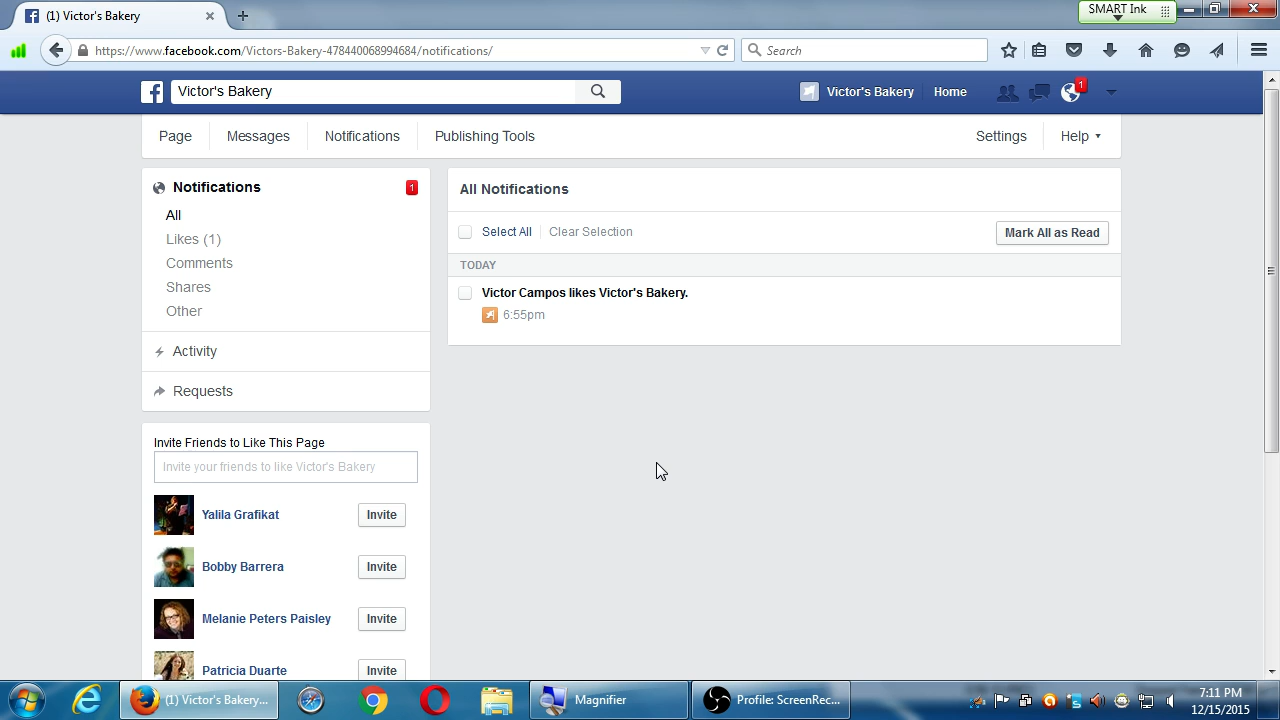 (1) Victor's Bakery
SMART Ink
https://www.facebook.com/Victors-Bakery-478440068994684/notifications/
Search
Victor's Bakery
Victor's Bakery
Home
1
Page
Messages
Notifications
Publishing Tools
Settings
Help
Notifications
1
All
Likes (1)
Comments
Shares
Other
Activity
Requests
Invite Friends to Like This Page
Invite your friends to like Victor's Bakery
Yalila Grafikat
Invite
Bobby Barrera
Invite
Melanie Peters Paisley
Invite
Patricia Duarte
Invite
All Notifications
Select All
Clear Selection
Mark All as Read
TODAY
Victor Campos likes Victor's Bakery.
6:55pm
(1) Victor's Bakery...
Magnifier
Profile: ScreenRec...
7:11 PM
12/15/2015